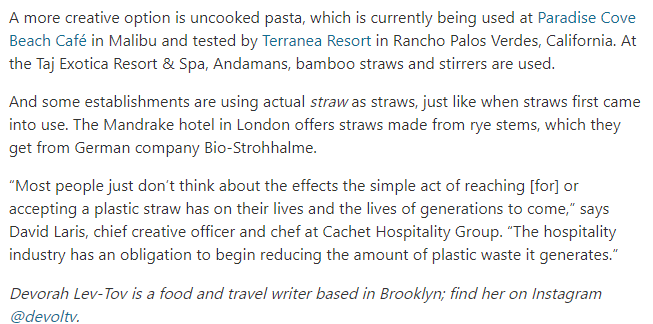 A more creative option is uncooked pasta, which is currently being used at Paradise Cove
Beach Café in Malibu and tested by Terranea Resort in Rancho Palos Verdes, California. At
the Taj Exotica Resort & Spa, Andamans, bamboo straws and stirrers are used.
And some establishments are using actual straw as straws, just like when straws first came
into use. The Mandrake hotel in London offers straws made from rye stems, which they
get from German company Bio-Strohhalme.
“Most people just don’t think about the effects the simple act of reaching [for] or
accepting a plastic straw has on their lives and the lives of generations to come,” says
David Laris, chief creative officer and chef at Cachet Hospitality Group. “The hospitality
industry has an obligation to begin reducing the amount of plastic waste it generates.”
Devorah Lev-Tov is a food and travel writer based in Brooklyn; find her on Instagram
@devoltv.